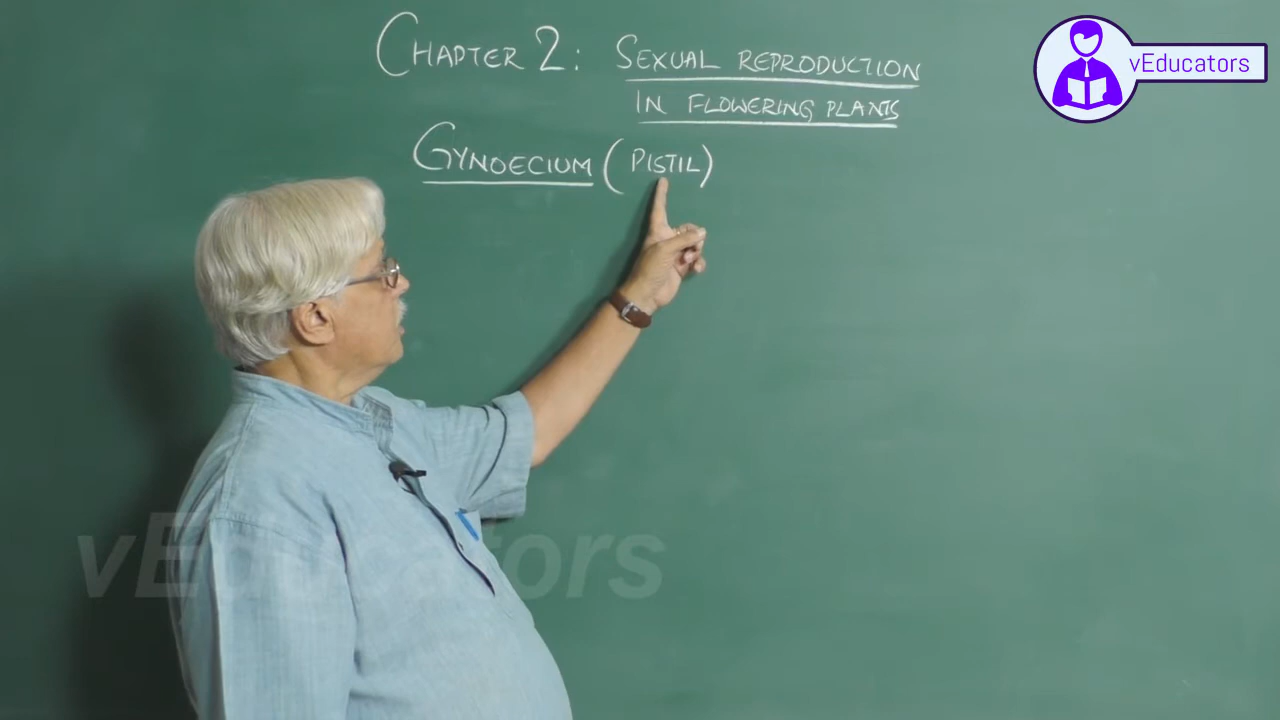 CHAPTER 2: SEXUAL REPRODUCTION
IN FLOWERING PLANTS
GYNOECIUM (PISTIL)
vEducators
vEducators